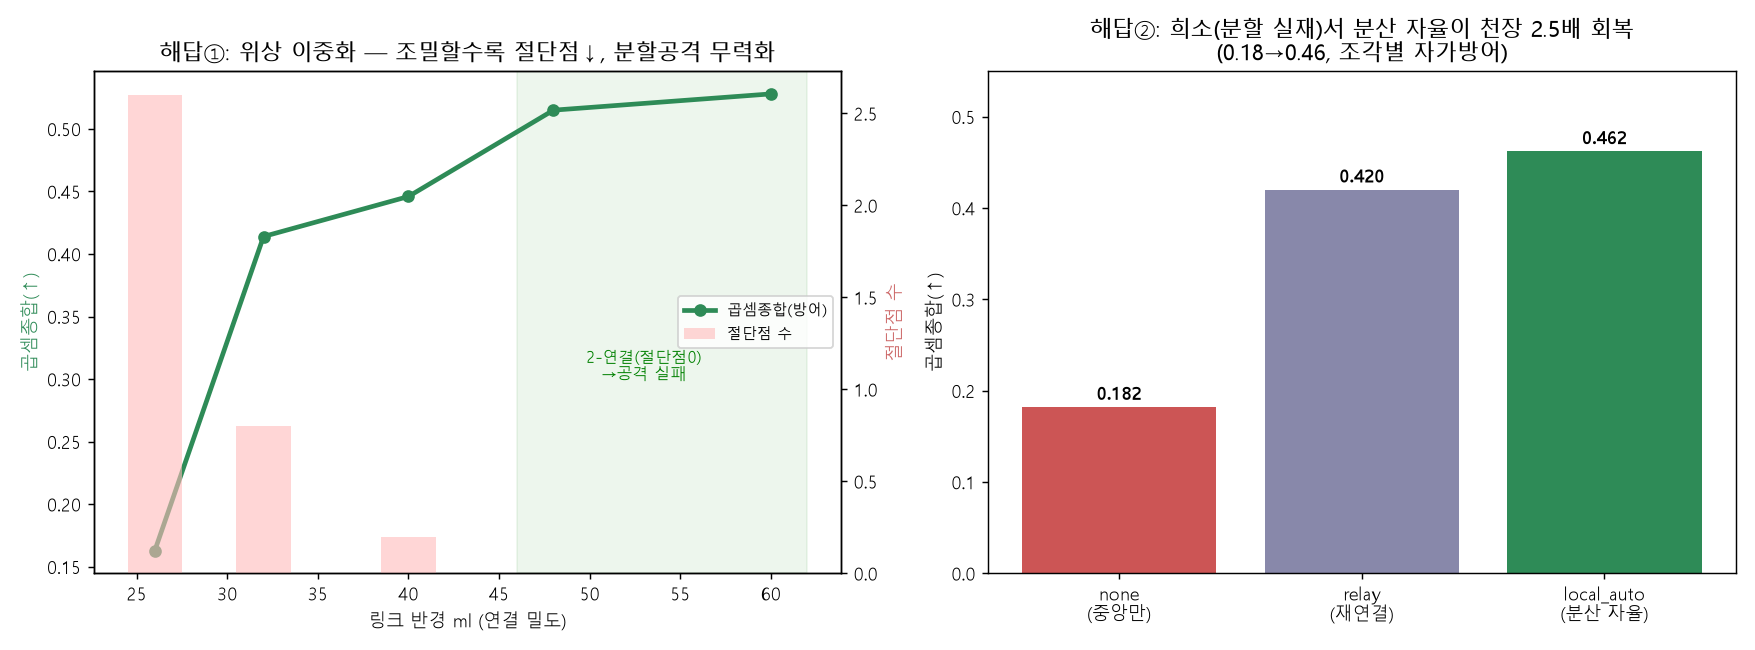 해답①: 위상 이중화 — 조밀할수록 절단점↓, 분할공격 무력화
곱셈종합(↑)
0.50
0.45
0.40
0.35
0.30
0.25
0.20
0.15
2.5
2.0
1.5
1.0
0.5
0.0
절단점 수
곱셈종합(방어)
절단점 수
2-연결(절단점0)
→공격 실패
25 30 35 40 45 50 55 60
링크 반경 ml (연결 밀도)
해답②: 희소(분할 실재)서 분산 자율이 천장 2.5배 회복
(0.18→0.46, 조각별 자가방어)
곱셈종합(↑)
0.5
0.4
0.3
0.2
0.1
0.0
0.182
0.420
0.462
none
(중앙만)
relay
(재연결)
local_auto
(분산 자율)